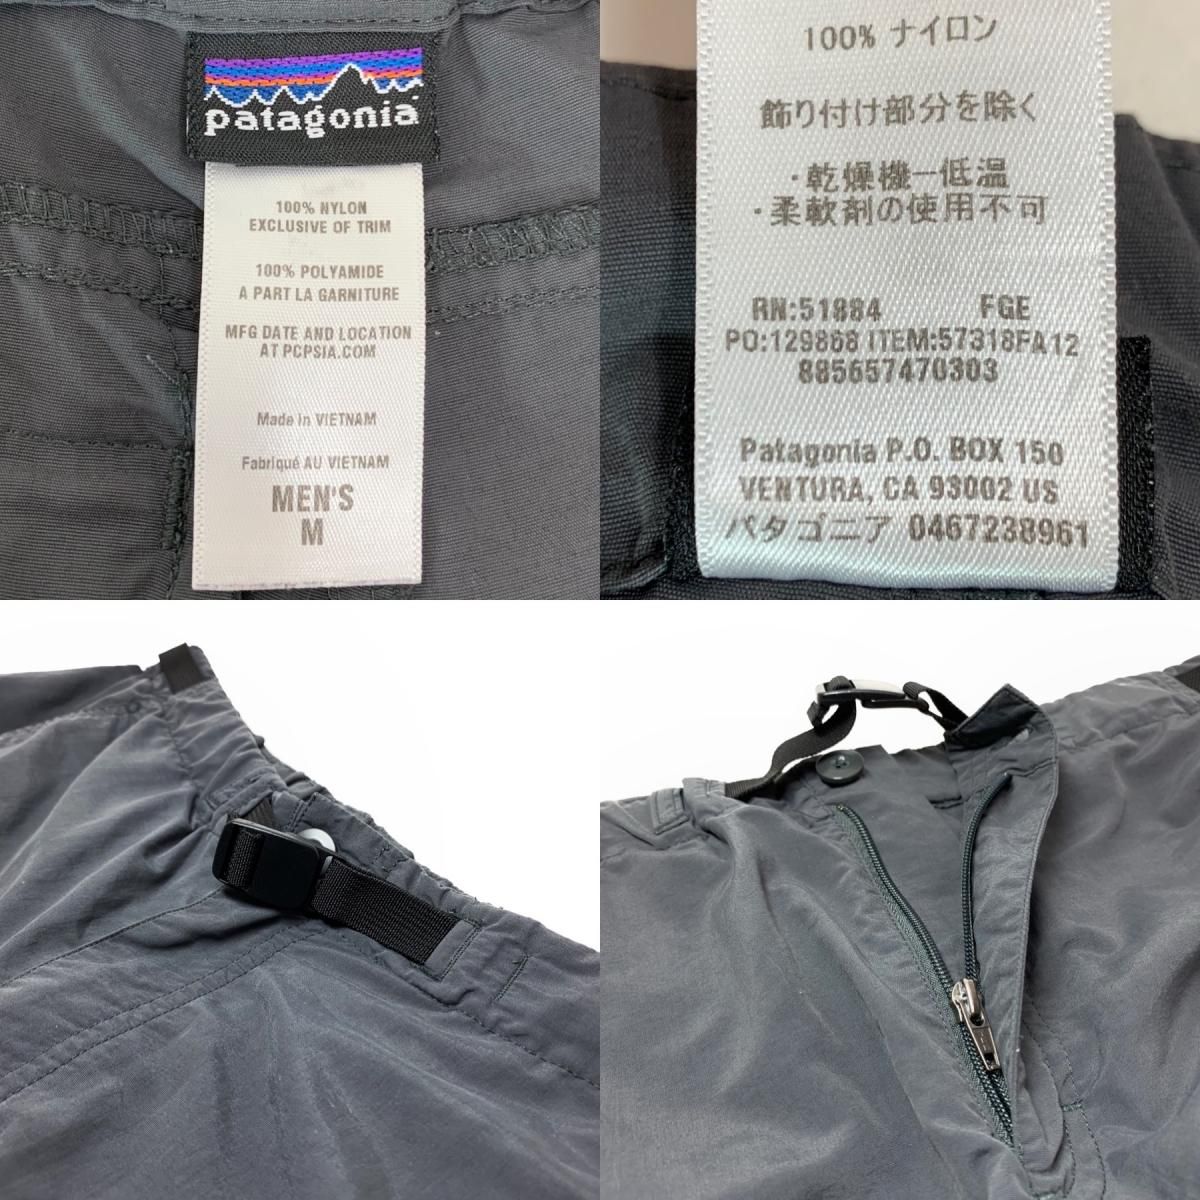 patagonia
100% NYLON
EXCLUSIVE OF TRIM
100% POLYAMIDE
A PART LA GARNITURE
MFG DATE AND LOCATION
AT PCPSIA.COM
Made in VIETNAM
Fabriqué AU VIETNAM
MEN'S
M
100% ナイロン
飾り付け部分を除く
・乾燥機一低温
・柔軟剤の使用不可
RN:51884 FGE
PO:129868 ITEM:57318FA12
885657470303
Patagonia P.O. BOX 150
VENTURA, CA 93002 US
パタゴニア 0467238961